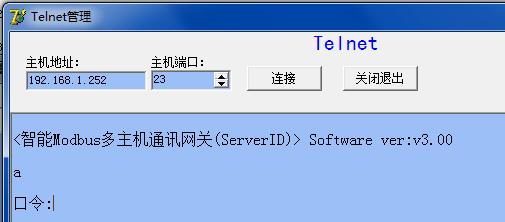 Telnet管理
Telnet
主机地址: 主机端口:
192.168.1.252 23 连接 关闭退出
<智能Modbus多主机通讯网关(ServerID)> Software ver:v3.00
a
口令: